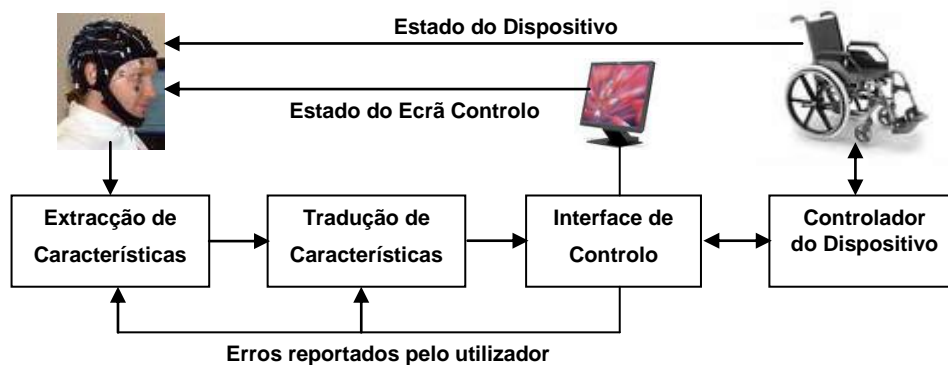 Estado do Dispositivo
Estado do Ecrã Controlo
Extracção de
Características
Tradução de
Características
Interface de
Controlo
Controlador
do Dispositivo
Erros reportados pelo utilizador